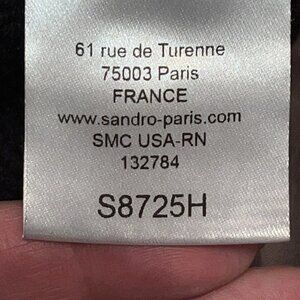 61 rue de Turenne
75003 Paris
FRANCE
www.sandro-paris.com
SMC USA-RN
132784
S8725H